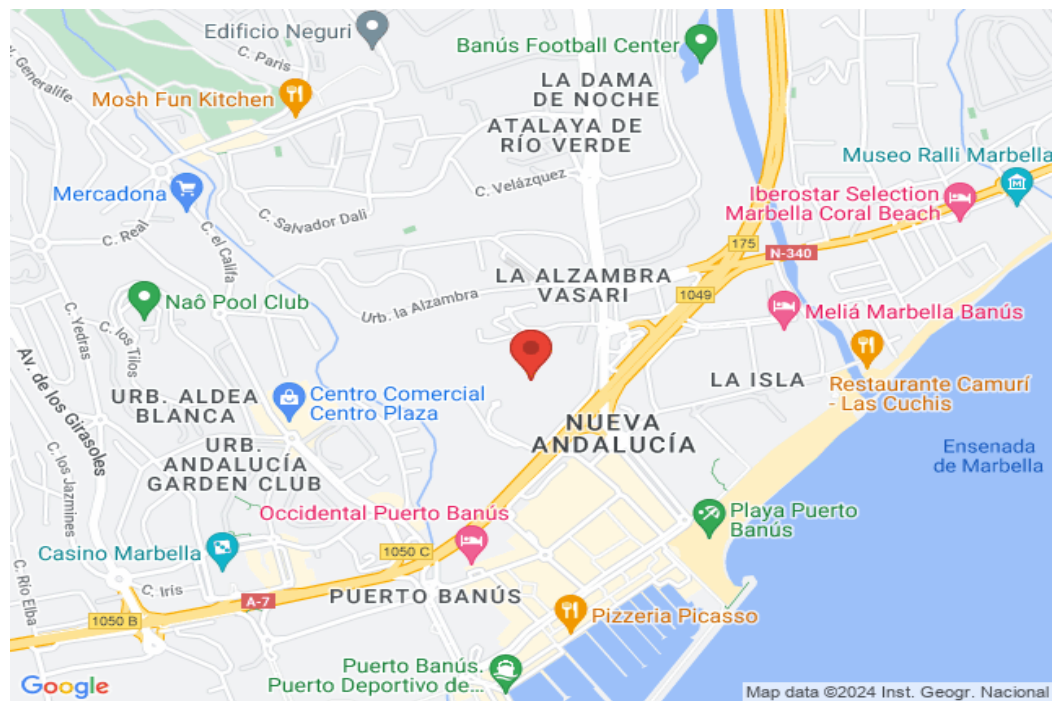 Edificio Neguri
Banús Football Center
C. París
LA DAMA
DE NOCHE
Generalife
Mosh Fun Kitchen
ATALAYA DE
RÍO VERDE
Museo Ralli Marbella
C. Velázquez
Mercadona
Iberostar Selection
Marbella Coral Beach
C. Salvador Dalí
C. Real
C. el Califa
175
N-340
LA ALZAMBRA
VASARI
1049
Naô Pool Club
Urb. la Alzambra
Meliá Marbella Banús
C. Yedras
C. los Tilos
Av. de los Girasoles
URB. ALDEA
BLANCA
Centro Comercial
Centro Plaza
LA ISLA
Restaurante Camurí
- Las Cuchis
NUEVA
ANDALUCÍA
URB.
ANDALUCÍA
GARDEN CLUB
Ensenada
de Marbella
C. los Jazmines
Occidental Puerto Banús
Playa Puerto
Banús
Casino Marbella
1050 C
C. Río Elba
C. Iris
A-7
PUERTO BANÚS
1050 B
Pizzeria Picasso
Puerto Banús.
Puerto Deportivo de...
Google
Map data ©2024 Inst. Geogr. Nacional